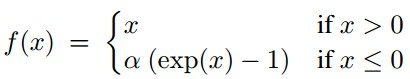 f(x) = { x if x > 0
α (exp(x) − 1) if x ≤ 0